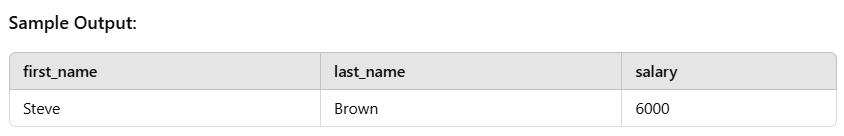 Sample Output:
first_name last_name salary
Steve Brown 6000